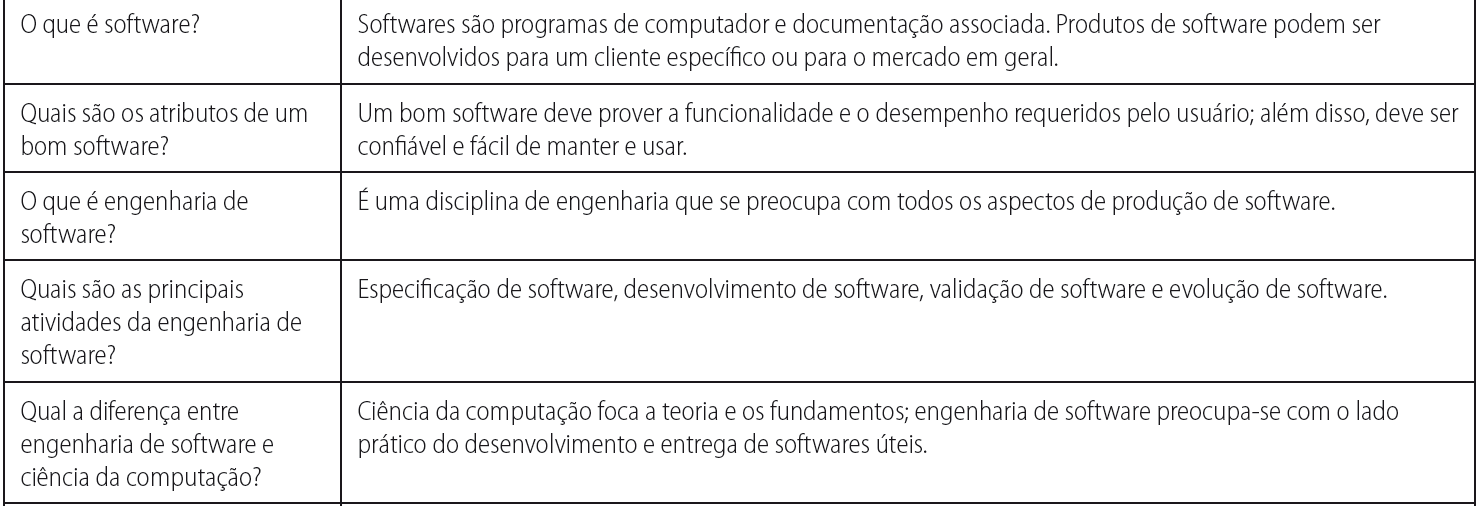 O que é software?
Softwares são programas de computador e documentação associada. Produtos de software podem ser
desenvolvidos para um cliente específico ou para o mercado em geral.
Quais são os atributos de um
bom software?
Um bom software deve prover a funcionalidade e o desempenho requeridos pelo usuário; além disso, deve ser
confiável e fácil de manter e usar.
O que é engenharia de
software?
É uma disciplina de engenharia que se preocupa com todos os aspectos de produção de software.
Quais são as principais
atividades da engenharia de
software?
Especificação de software, desenvolvimento de software, validação de software e evolução de software.
Qual a diferença entre
engenharia de software e
ciência da computação?
Ciência da computação foca a teoria e os fundamentos; engenharia de software preocupa-se com o lado
prático do desenvolvimento e entrega de softwares úteis.